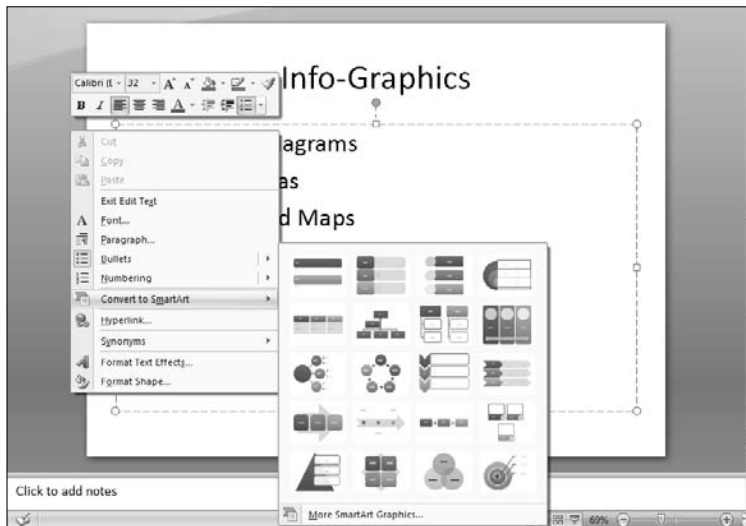 Info-Graphics
Calibri (E 32 A A
B I A
agrams
as
d Maps
Cut
Copy
Paste
Exit Edit Text
Font...
Paragraph...
Bullets
Numbering
Convert to SmartArt
Hyperlink...
Synonyms
Format Text Effects...
Format Shape...
More SmartArt Graphics...
Click to add notes
69%